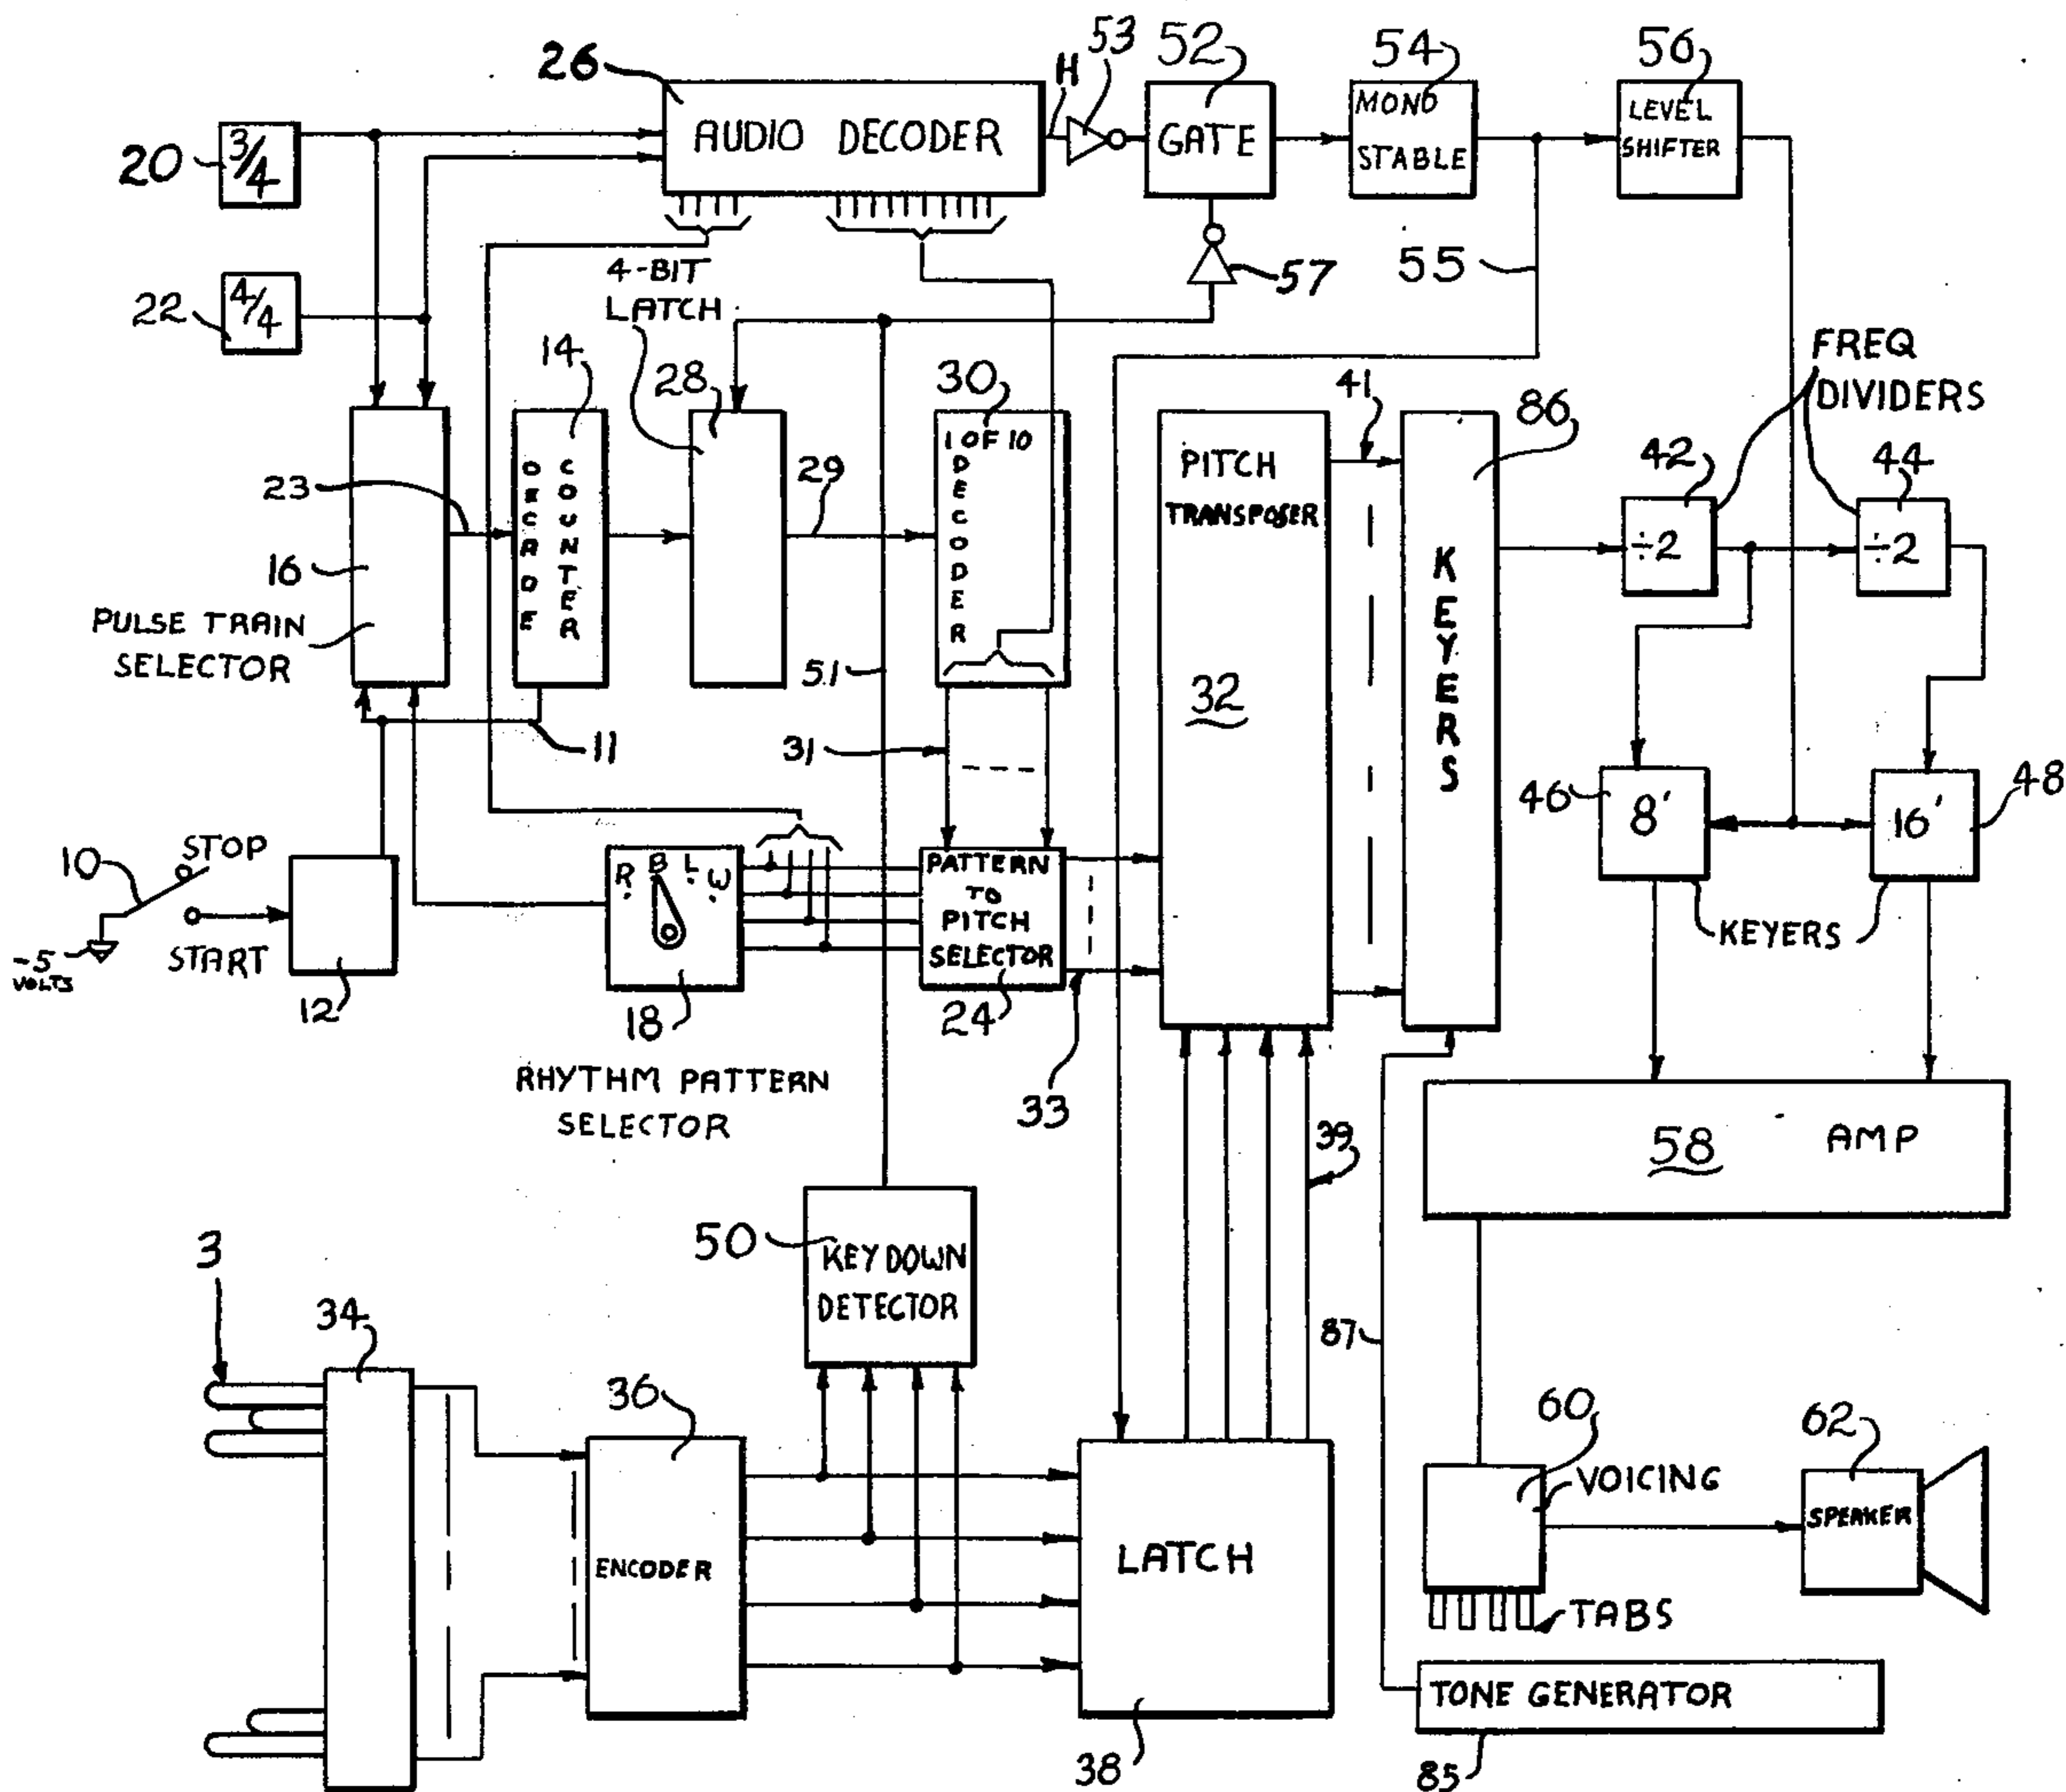 26
H
53
52
54
56
20
3/4
AUDIO DECODER
GATE
MONO
STABLE
LEVEL
SHIFTER
22
4/4
4-BIT
LATCH
57
55
FREQ
DIVIDERS
14
28
30
41
86
42
44
23
16
PULSE TRAIN
SELECTOR
DECADE
COUNTER
29
1 OF 10
DECODER
PITCH
TRANSPOSER
32
KEYERS
÷2
÷2
51
11
31
10
STOP
START
-5
VOLTS
12
R B L W
18
RHYTHM PATTERN
SELECTOR
PATTERN
TO
PITCH
SELECTOR
24
33
46
8'
16'
48
KEYERS
39
58 AMP
3
34
50
KEY DOWN
DETECTOR
87
36
ENCODER
LATCH
38
60
VOICING
62
SPEAKER
TABS
TONE GENERATOR
85